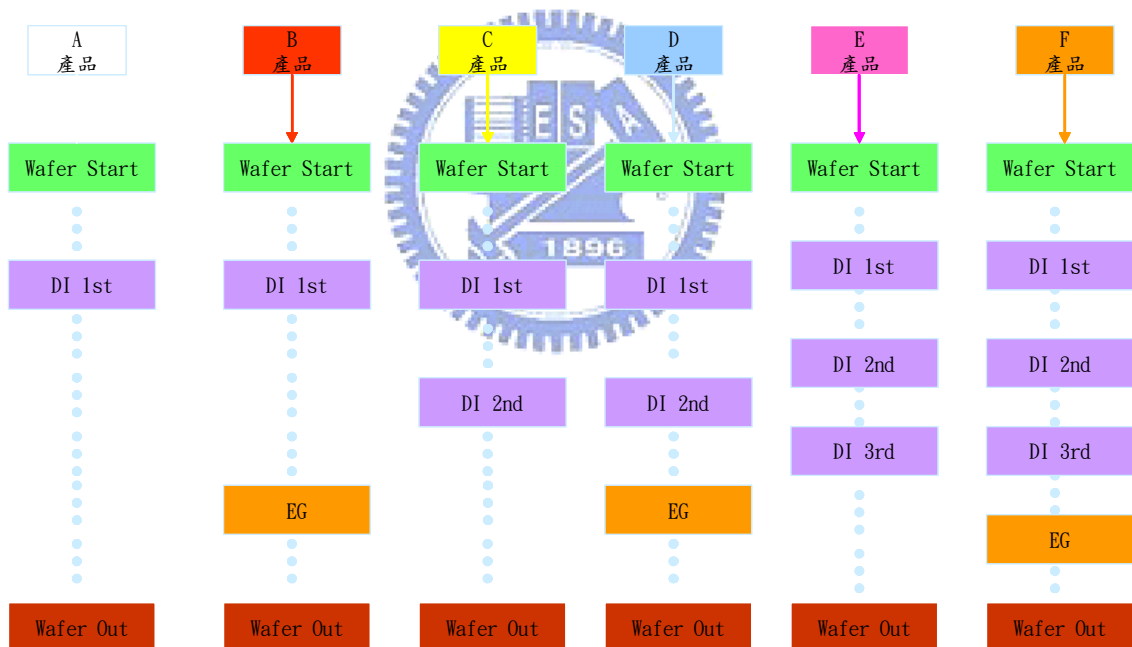 A
產品
B
產品
C
產品
D
產品
E
產品
F
產品
E S A
Wafer Start
Wafer Start
Wafer Start
Wafer Start
Wafer Start
Wafer Start
1896
DI 1st
DI 1st
DI 1st
DI 1st
DI 1st
DI 1st
DI 2nd
DI 2nd
DI 2nd
DI 2nd
DI 3rd
DI 3rd
EG
EG
EG
Wafer Out
Wafer Out
Wafer Out
Wafer Out
Wafer Out
Wafer Out